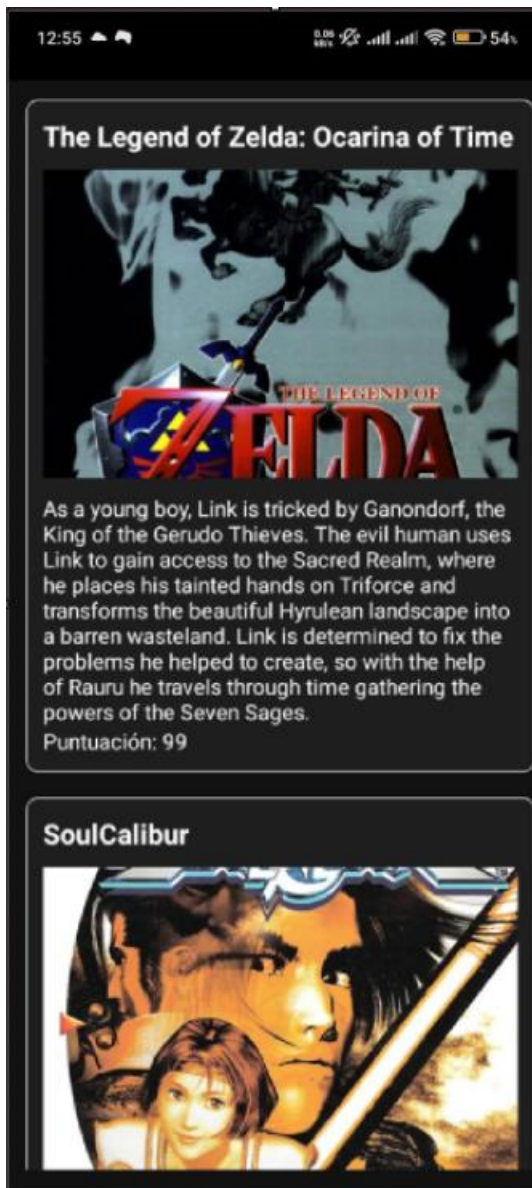 12:55
0.06
kB/s
54%
The Legend of Zelda: Ocarina of Time
THE LEGEND OF
ZELDA
As a young boy, Link is tricked by Ganondorf, the
King of the Gerudo Thieves. The evil human uses
Link to gain access to the Sacred Realm, where
he places his tainted hands on Triforce and
transforms the beautiful Hyrulean landscape into
a barren wasteland. Link is determined to fix the
problems he helped to create, so with the help
of Rauru he travels through time gathering the
powers of the Seven Sages.
Puntuación: 99
SoulCalibur